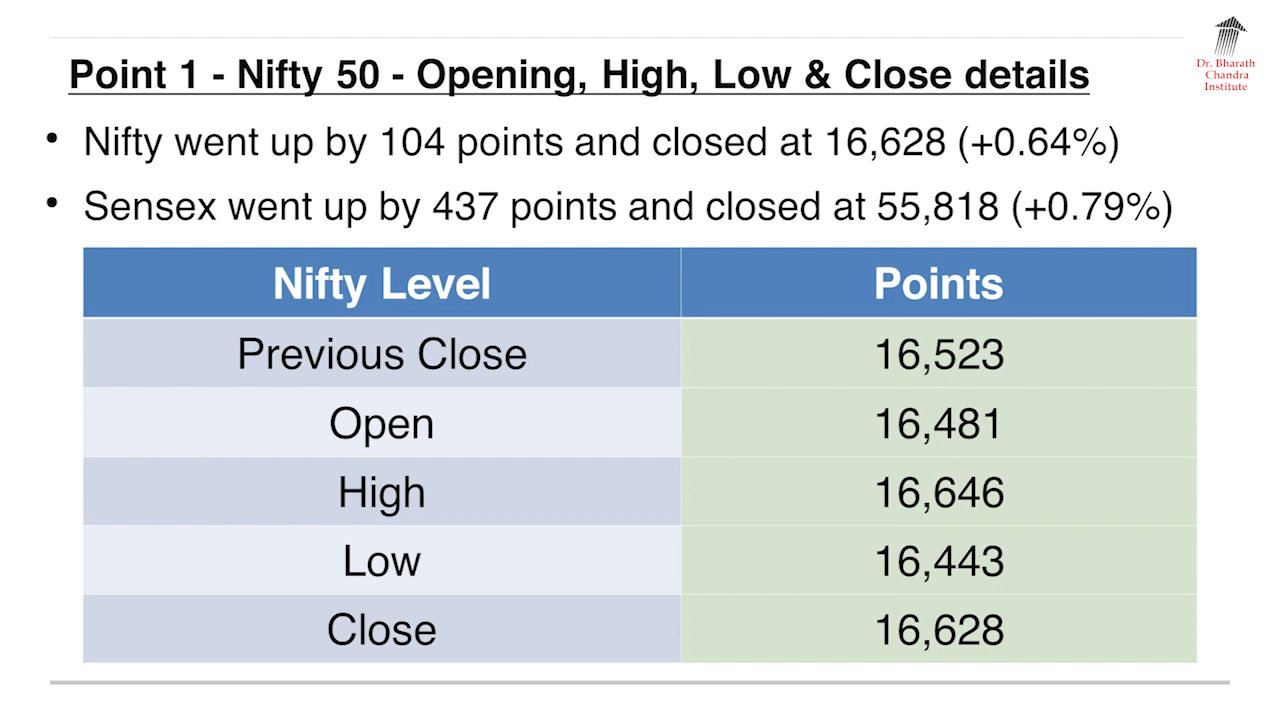 Dr. Bharath
Chandra
Institute
Point 1 - Nifty 50 - Opening, High, Low & Close details
• Nifty went up by 104 points and closed at 16,628 (+0.64%)
• Sensex went up by 437 points and closed at 55,818 (+0.79%)
Nifty Level Points
Previous Close 16,523
Open 16,481
High 16,646
Low 16,443
Close 16,628